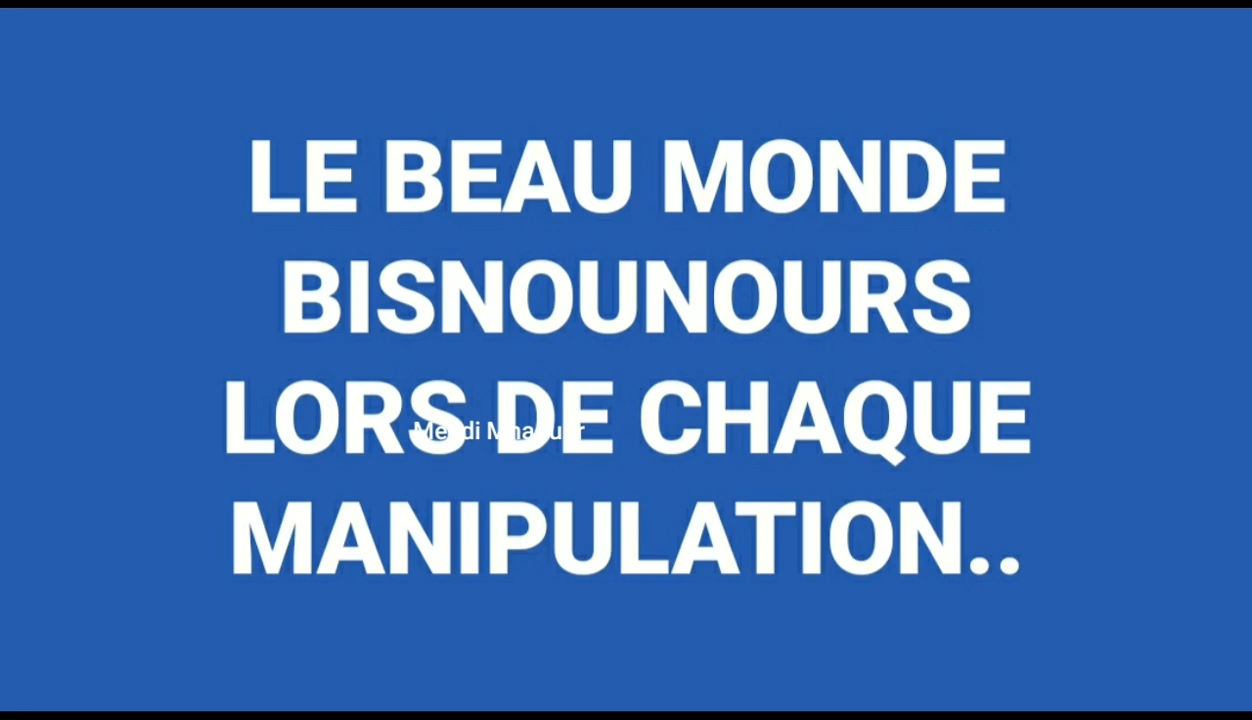 LE BEAU MONDE
BISNOUNOURS
LORS DE CHAQUE
MANIPULATION..